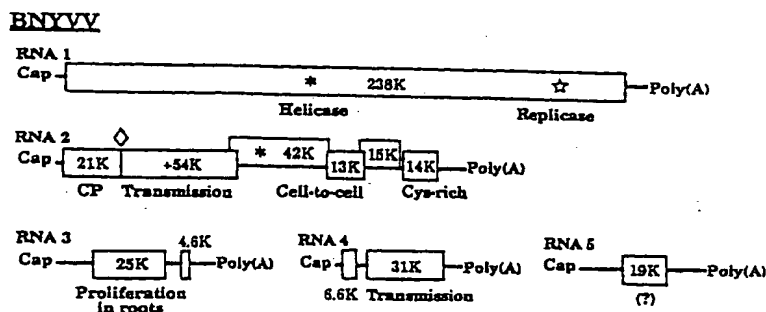 BNYVV
RNA 1
Cap * 238K ☆ Poly(A)
Helicase Replicase
RNA 2
Cap 21K +54K * 42K 13K 15K 14K Poly(A)
CP Transmission Cell-to-cell Cys-rich
RNA 3 4.6K RNA 4 RNA 5
Cap 25K Poly(A) Cap 31K Poly(A) Cap 19K Poly(A)
Proliferation 6.6K Transmission (?)
in roots